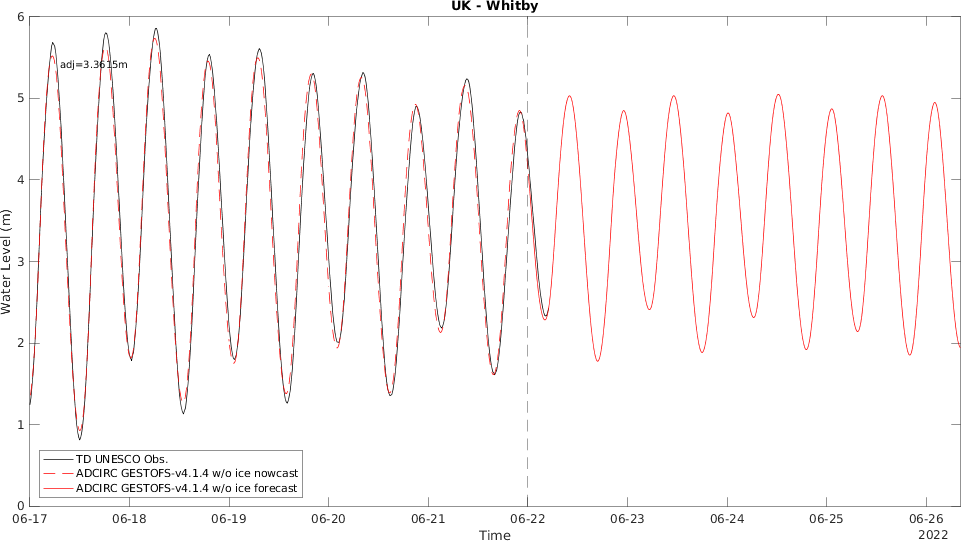 UK - Whitby
6
adj=3.3615m
5
4
Water Level (m)
3
2
1
TD UNESCO Obs.
ADCIRC GESTOFS-v4.1.4 w/o ice nowcast
ADCIRC GESTOFS-v4.1.4 w/o ice forecast
0
06-17 06-18 06-19 06-20 06-21 06-22 06-23 06-24 06-25 06-26
Time
2022